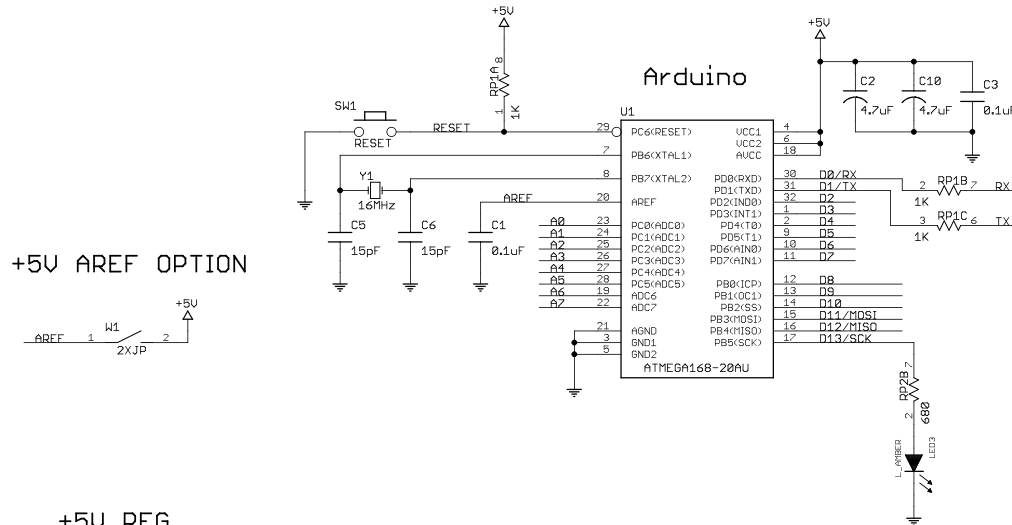 +5V
+5V
Arduino
RP1A
8
1
1K
C2
4.7uF
C10
4.7uF
C3
0.1uF
SW1
RESET
RESET
U1
29 PC6(RESET)
7 PB6(XTAL1)
8 PB7(XTAL2)
20 AREF
AREF
Y1
16MHz
C5
15pF
C6
15pF
C1
0.1uF
A0 23 PC0(ADC0)
A1 24 PC1(ADC1)
A2 25 PC2(ADC2)
A3 26 PC3(ADC3)
A4 27 PC4(ADC4)
A5 28 PC5(ADC5)
A6 19 ADC6
A7 22 ADC7
21 AGND
3 GND1
5 GND2
VCC1 4
VCC2 6
AVCC 18
PD0(RXD) 30 D0/RX
PD1(TXD) 31 D1/TX
PD2(IND0) 32 D2
PD3(INT1) 1 D3
PD4(T0) 2 D4
PD5(T1) 9 D5
PD6(AIN0) 10 D6
PD7(AIN1) 11 D7
PB0(ICP) 12 D8
PB1(OC1) 13 D9
PB2(SS) 14 D10
PB3(MOSI) 15 D11/MOSI
PB4(MISO) 16 D12/MISO
PB5(SCK) 17 D13/SCK
ATMEGA168-20AU
2 RP1B 7 RX
1K
3 RP1C 6 TX
1K
RP2B
7
2
680
L_AMBER
LED3
+5V AREF OPTION
+5V
AREF 1 W1 2
2XJP
+5V REG